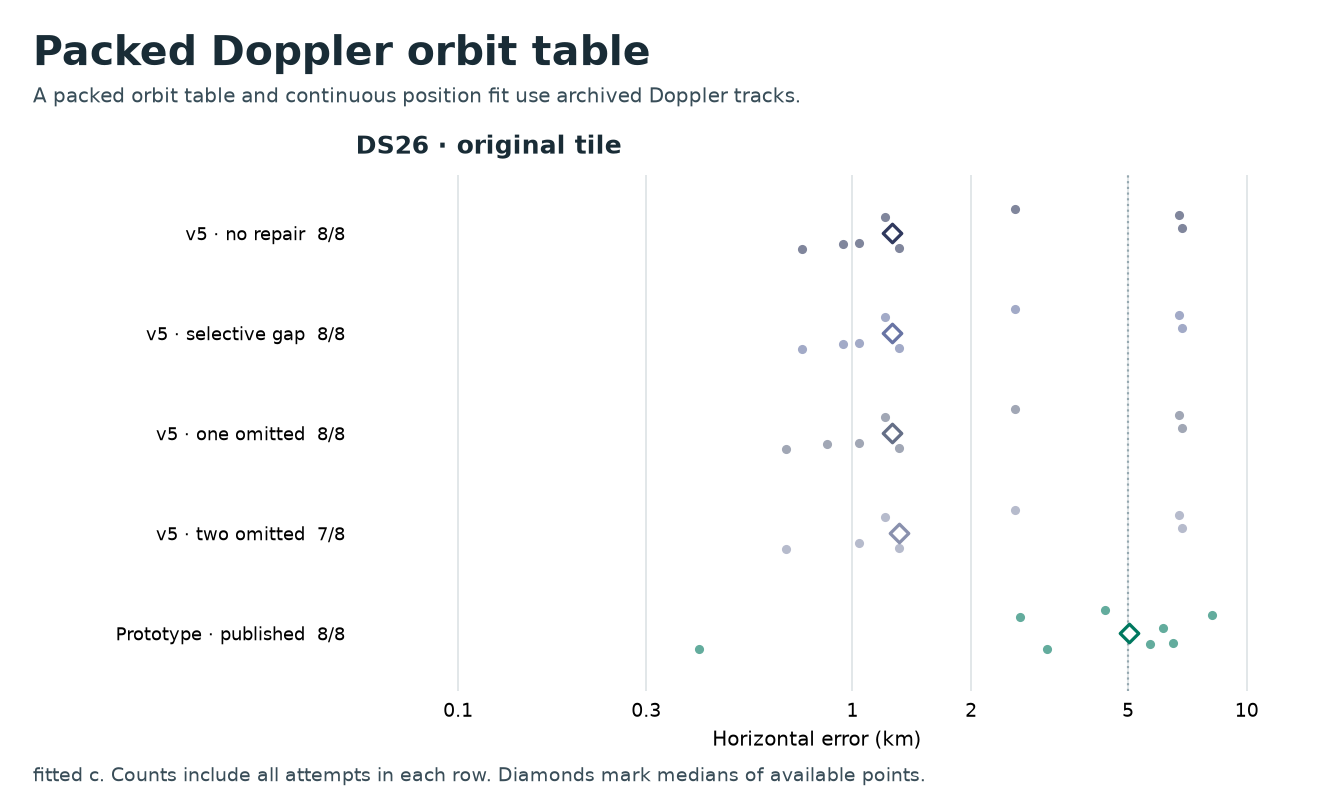 Packed Doppler orbit table
A packed orbit table and continuous position fit use archived Doppler tracks.
DS26 · original tile
v5 · no repair 8/8
v5 · selective gap 8/8
v5 · one omitted 8/8
v5 · two omitted 7/8
Prototype · published 8/8
0.1 0.3 1 2 5 10
Horizontal error (km)
fitted c. Counts include all attempts in each row. Diamonds mark medians of available points.